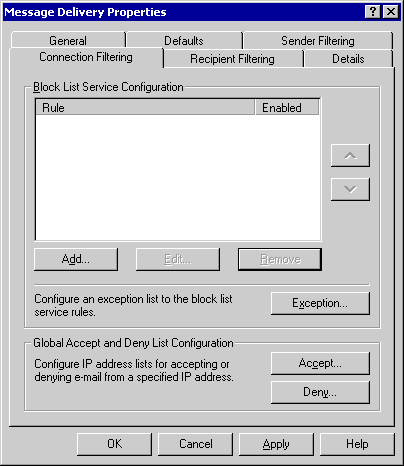 Message Delivery Properties
General Defaults Sender Filtering
Connection Filtering Recipient Filtering Details
Block List Service Configuration
Rule Enabled
Add... Edit... Remove
Configure an exception list to the block list
service rules.
Exception...
Global Accept and Deny List Configuration
Configure IP address lists for accepting or
denying e-mail from a specified IP address.
Accept...
Deny...
OK Cancel Apply Help